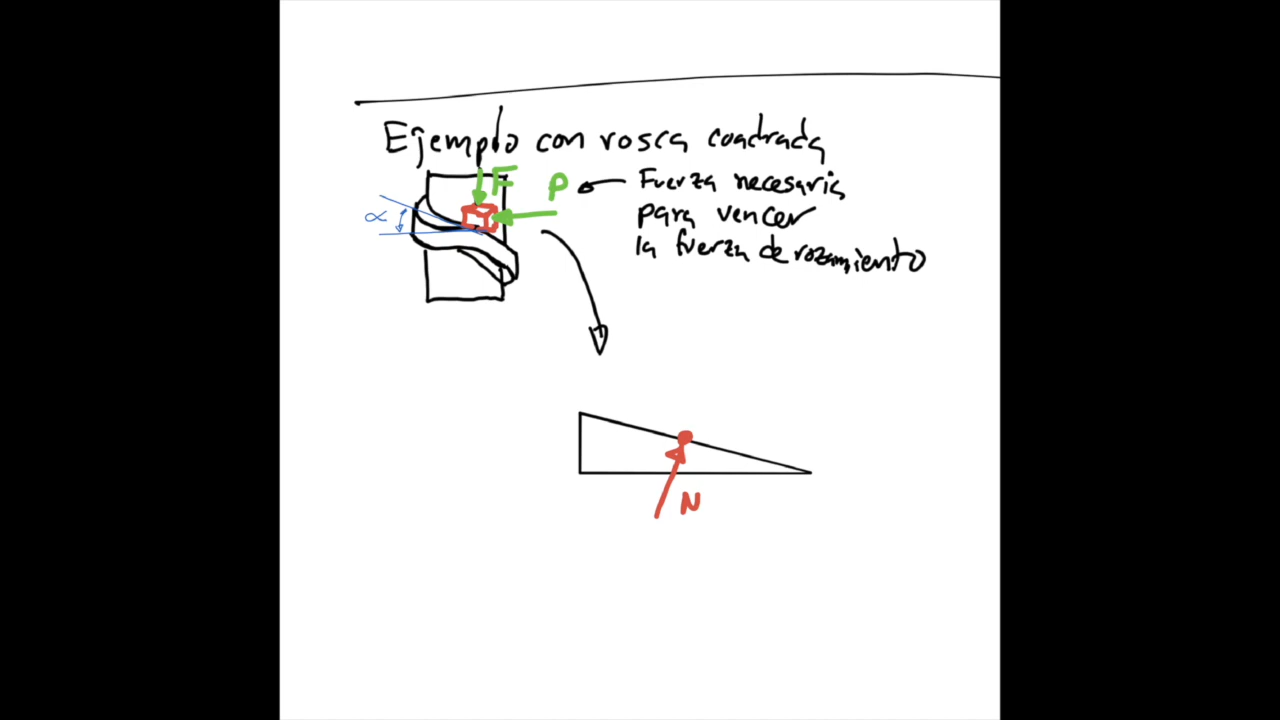 Ejemplo con rosca cuadrada
F
P
Fuerza necesaria
para vencer
la fuerza de rozamiento
α
N